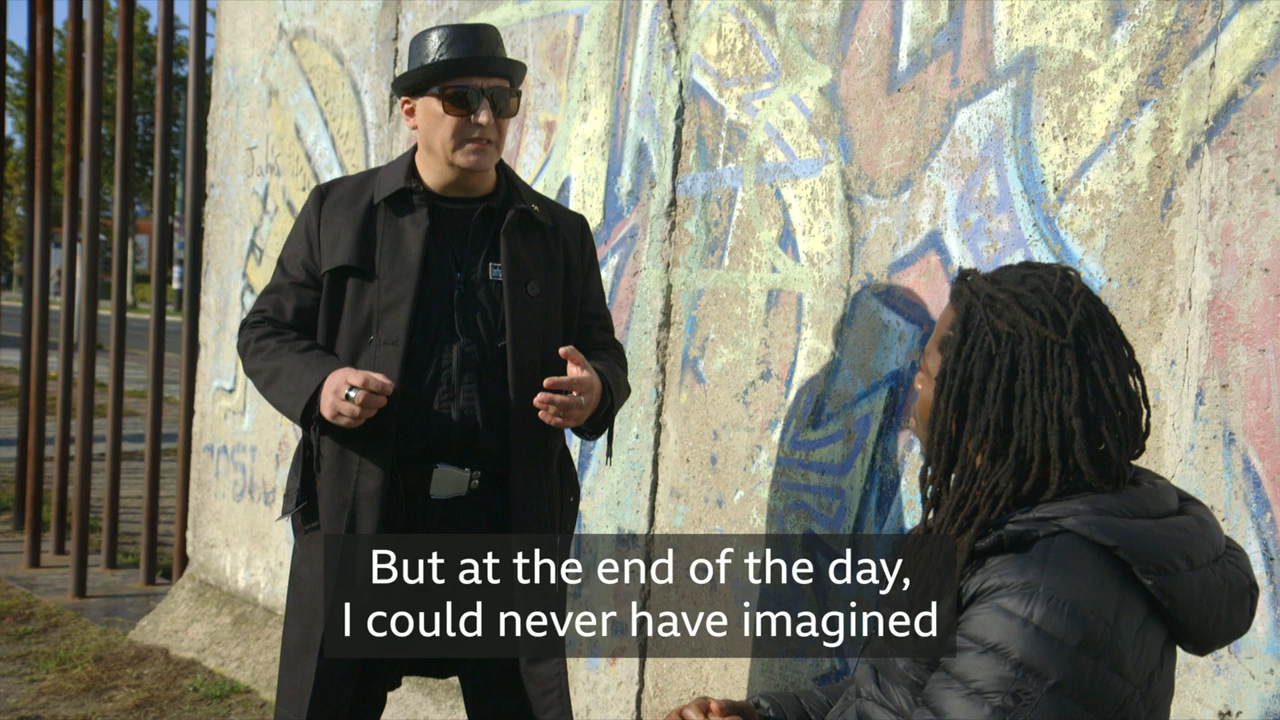 But at the end of the day,
I could never have imagined